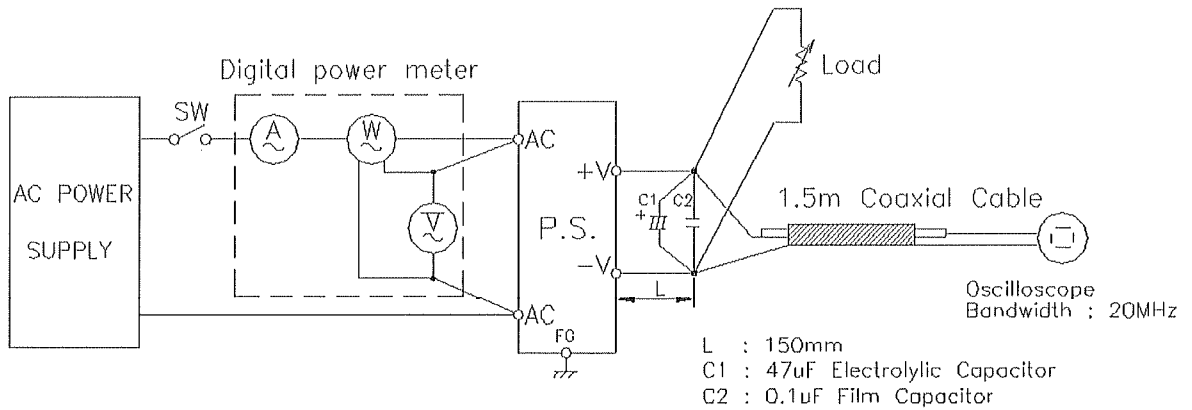 Digital power meter
Load
SW
A
W
AC
AC POWER
SUPPLY
V
P.S.
+V
-V
C1
C2
+
1.5m Coaxial Cable
L
AC
FG
Oscilloscope
Bandwidth : 20MHz
L : 150mm
C1 : 47uF Electrolylic Capacitor
C2 : 0.1uF Film Capacitor